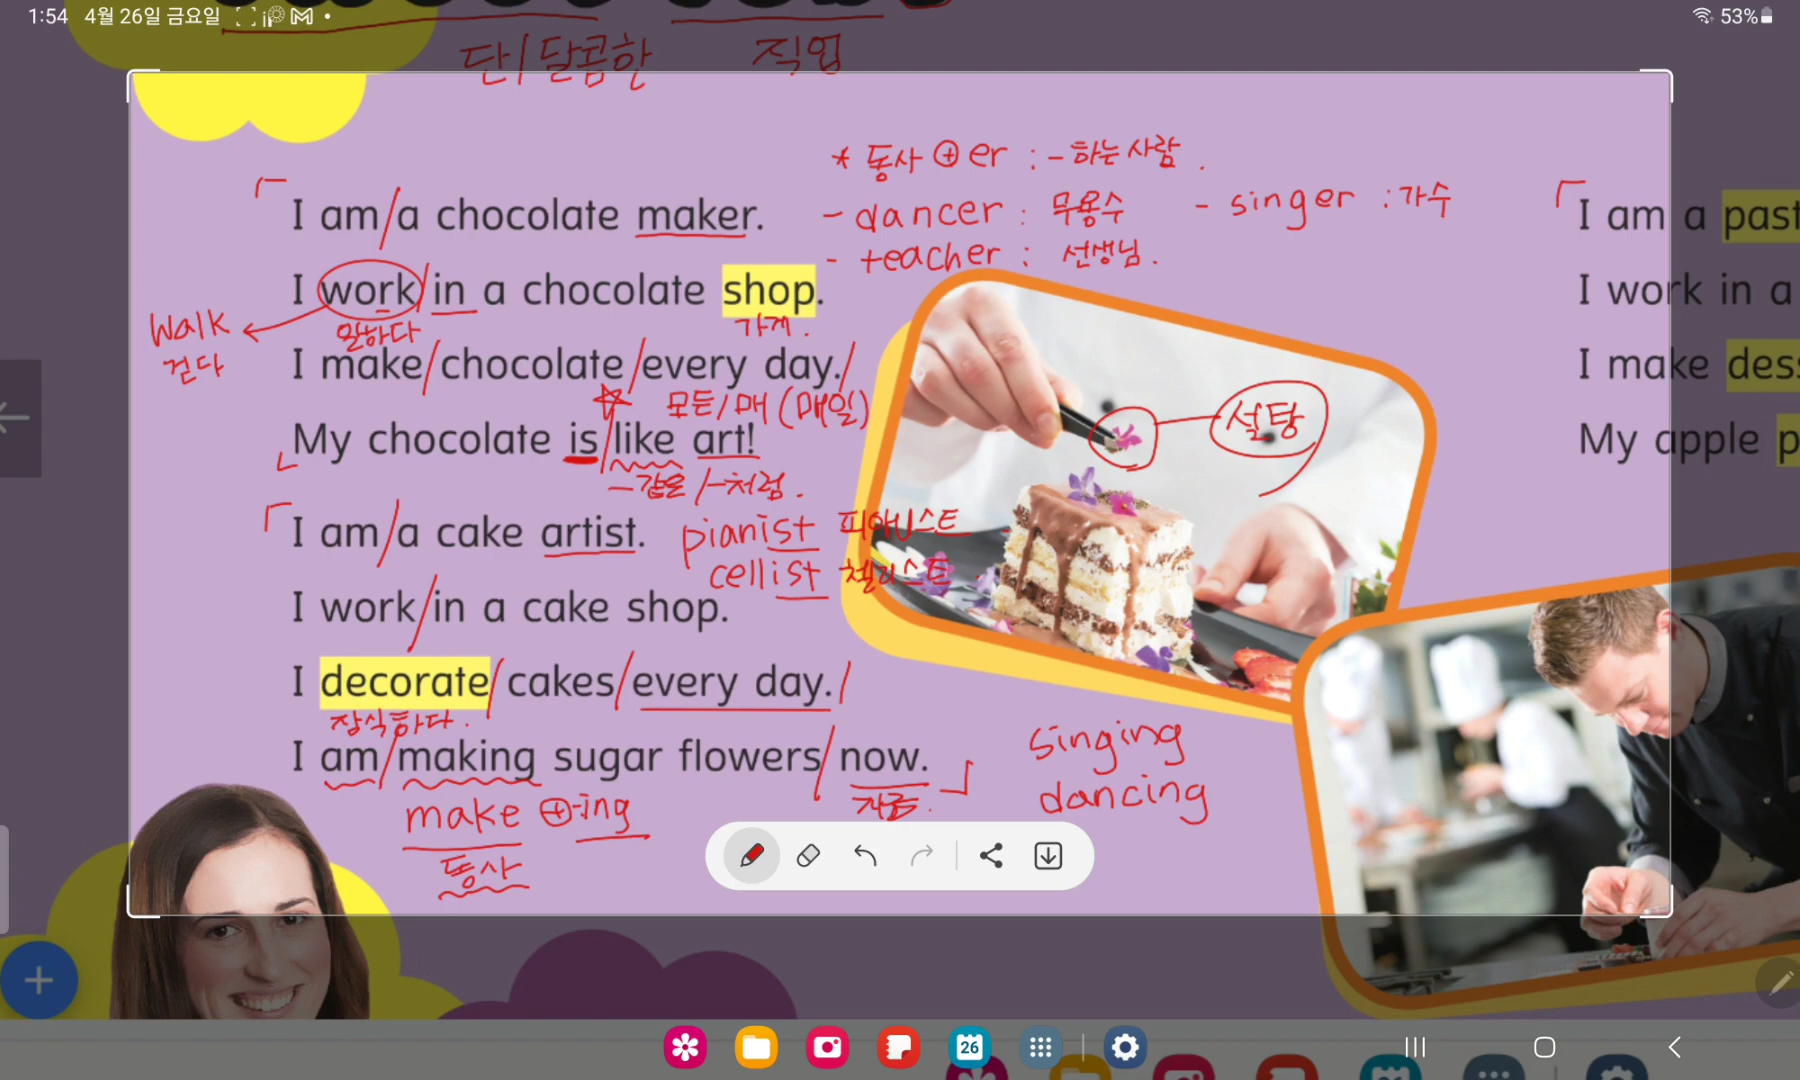 1:54 4월 26일 금요일
53%
단/달콤한 직업
* 동사 ⊕ er : -하는 사람.
I am/a chocolate maker.
- dancer : 무용수 - singer : 가수
- teacher : 선생님.
I work/in a chocolate shop.
walk 걷다
일하다
가게.
I make/chocolate/every day./
모든/매 (매일)
설탕
My chocolate is/like art!
-같은/-처럼.
I am/a cake artist.
pianist 피아니스트
cellist 첼리스트
I work/in a cake shop.
I decorate/cakes/every day./
장식하다.
I am/making sugar flowers/now.
make ⊕-ing
동사
지금.
singing
dancing
I am a past
I work in a
I make dess
My apple p
26